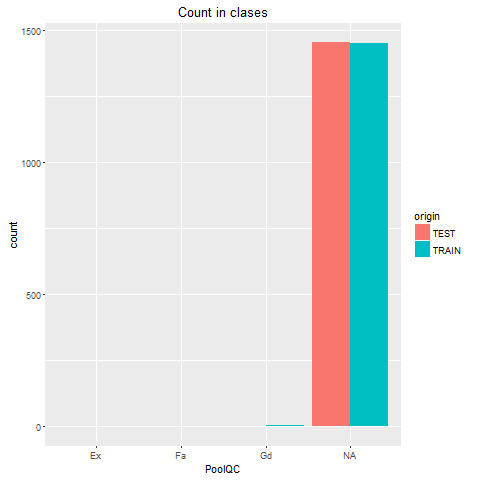 Count in clases
1500
1000
500
0
count
Ex Fa Gd NA
PoolQC
origin
TEST
TRAIN